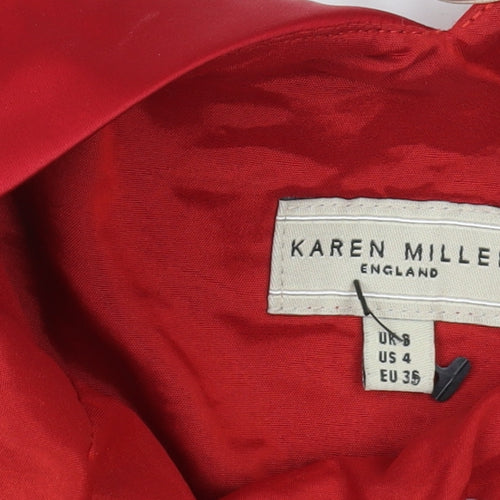 KAREN MILLE
ENGLAND
UK 8
US 4
EU 36